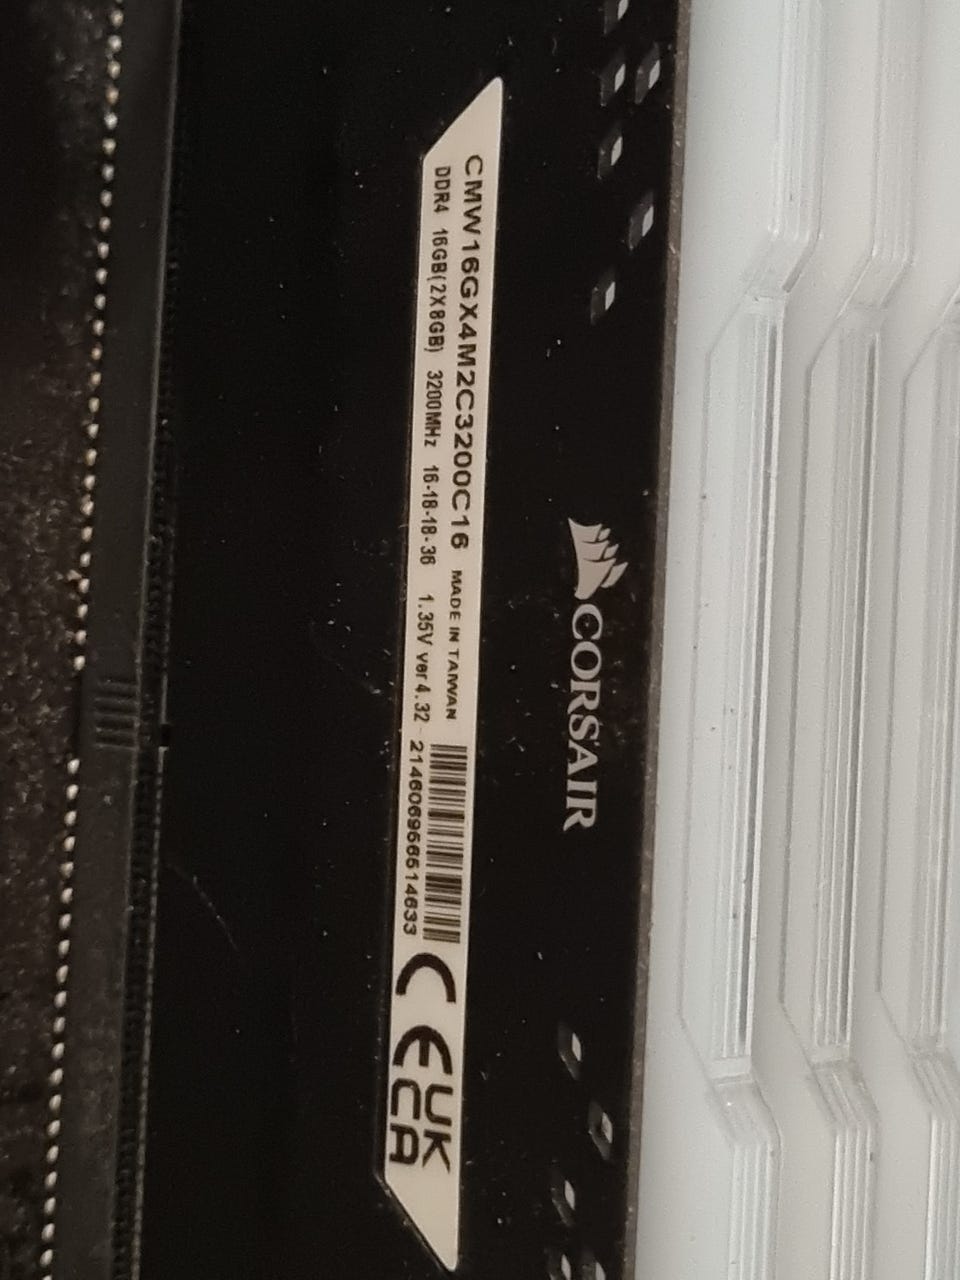 CMW16GX4M2C3200C16 MADE IN TAIWAN
DDR4 16GB(2X8GB) 3200MHz 16-18-18-36 1.35V ver4.32
214606956514633
CE
UK
CA
CORSAIR